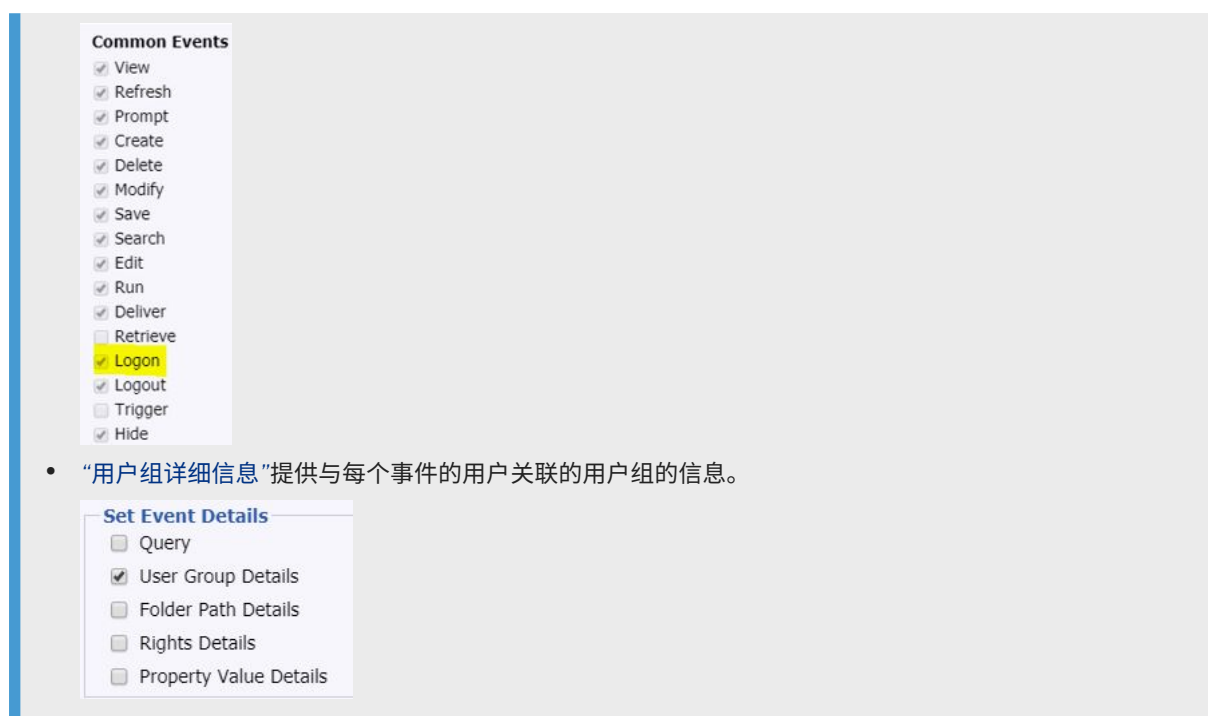 Common Events
View
Refresh
Prompt
Create
Delete
Modify
Save
Search
Edit
Run
Deliver
Retrieve
Logon
Logout
Trigger
Hide
• “用户组详细信息”提供与每个事件的用户关联的用户组的信息。
Set Event Details
Query
User Group Details
Folder Path Details
Rights Details
Property Value Details